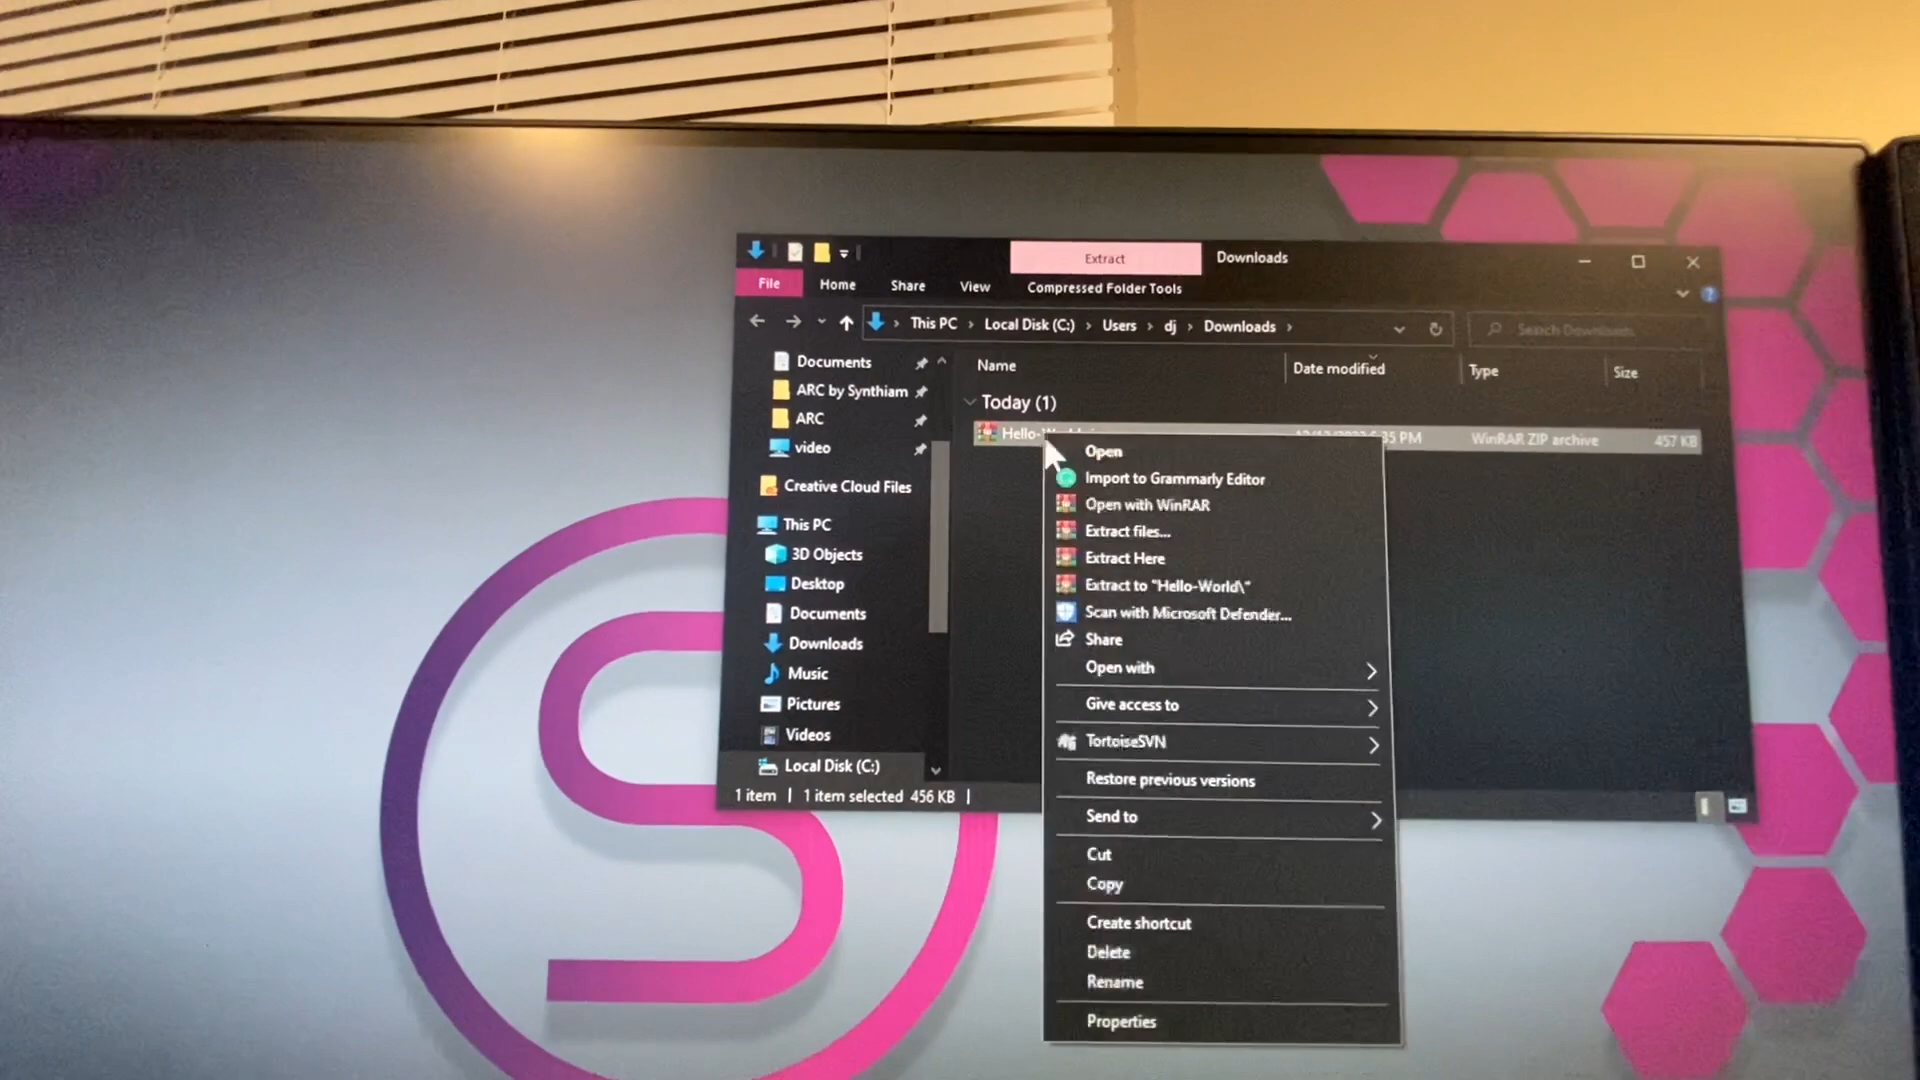 Extract Downloads
File Home Share View Compressed Folder Tools
This PC › Local Disk (C:) › Users › dj › Downloads › Search Downloads
Documents
ARC by Synthiam
ARC
video
Creative Cloud Files
This PC
3D Objects
Desktop
Documents
Downloads
Music
Pictures
Videos
Local Disk (C:)
Name Date modified Type Size
Today (1)
35 PM WinRAR ZIP archive 457 KB
Open
Import to Grammarly Editor
Open with WinRAR
Extract files...
Extract Here
Extract to "Hello-World\"
Scan with Microsoft Defender...
Share
Open with
Give access to
TortoiseSVN
Restore previous versions
Send to
Cut
Copy
Create shortcut
Delete
Rename
Properties
1 item | 1 item selected 456 KB |